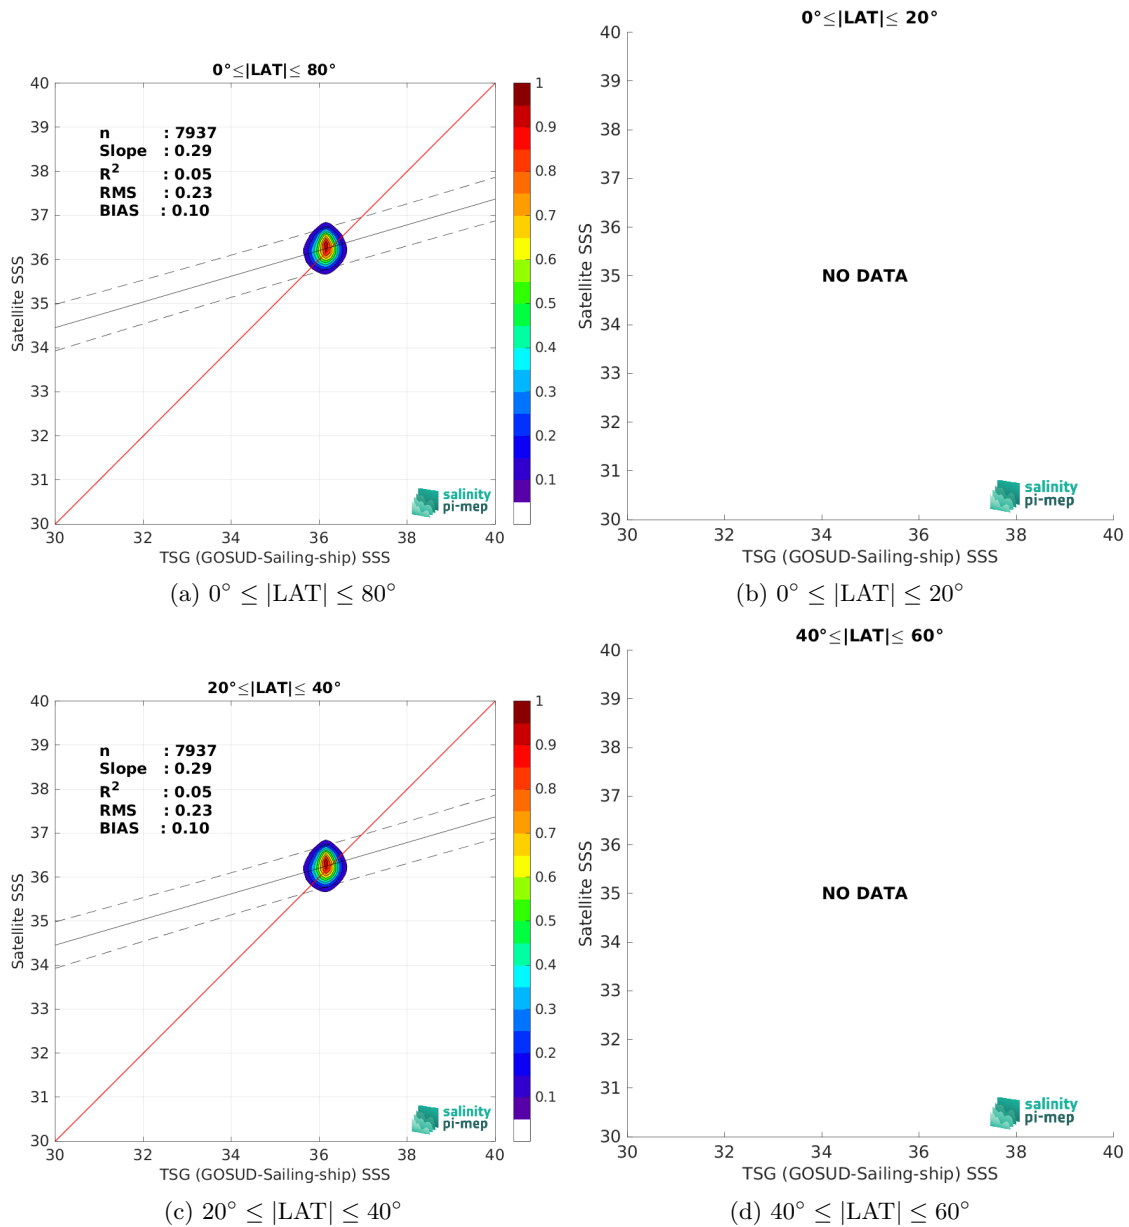 0°≤|LAT|≤ 80°
40
39
38
37
36
35
34
33
32
31
30
Satellite SSS
n : 7937
Slope : 0.29
R² : 0.05
RMS : 0.23
BIAS : 0.10
salinity
pi-mep
30 32 34 36 38 40
TSG (GOSUD-Sailing-ship) SSS
1
0.9
0.8
0.7
0.6
0.5
0.4
0.3
0.2
0.1
(a) 0° ≤ |LAT| ≤ 80°
0°≤|LAT|≤ 20°
40
39
38
37
36
35
34
33
32
31
30
Satellite SSS
NO DATA
salinity
pi-mep
30 32 34 36 38 40
TSG (GOSUD-Sailing-ship) SSS
(b) 0° ≤ |LAT| ≤ 20°
20°≤|LAT|≤ 40°
40
39
38
37
36
35
34
33
32
31
30
Satellite SSS
n : 7937
Slope : 0.29
R² : 0.05
RMS : 0.23
BIAS : 0.10
salinity
pi-mep
30 32 34 36 38 40
TSG (GOSUD-Sailing-ship) SSS
1
0.9
0.8
0.7
0.6
0.5
0.4
0.3
0.2
0.1
(c) 20° ≤ |LAT| ≤ 40°
40°≤|LAT|≤ 60°
40
39
38
37
36
35
34
33
32
31
30
Satellite SSS
NO DATA
salinity
pi-mep
30 32 34 36 38 40
TSG (GOSUD-Sailing-ship) SSS
(d) 40° ≤ |LAT| ≤ 60°